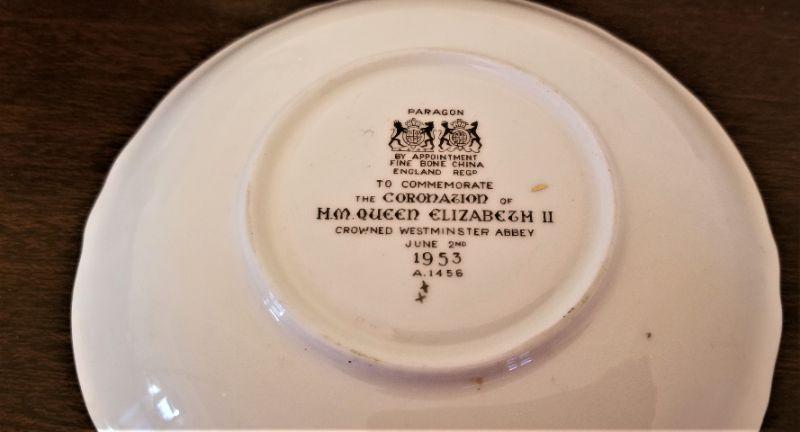 PARAGON
BY APPOINTMENT
FINE BONE CHINA
ENGLAND REGD
TO COMMEMORATE
THE CORONATION OF
H.M. QUEEN ELIZABETH II
CROWNED WESTMINSTER ABBEY
JUNE 2ND
1953
A.1456